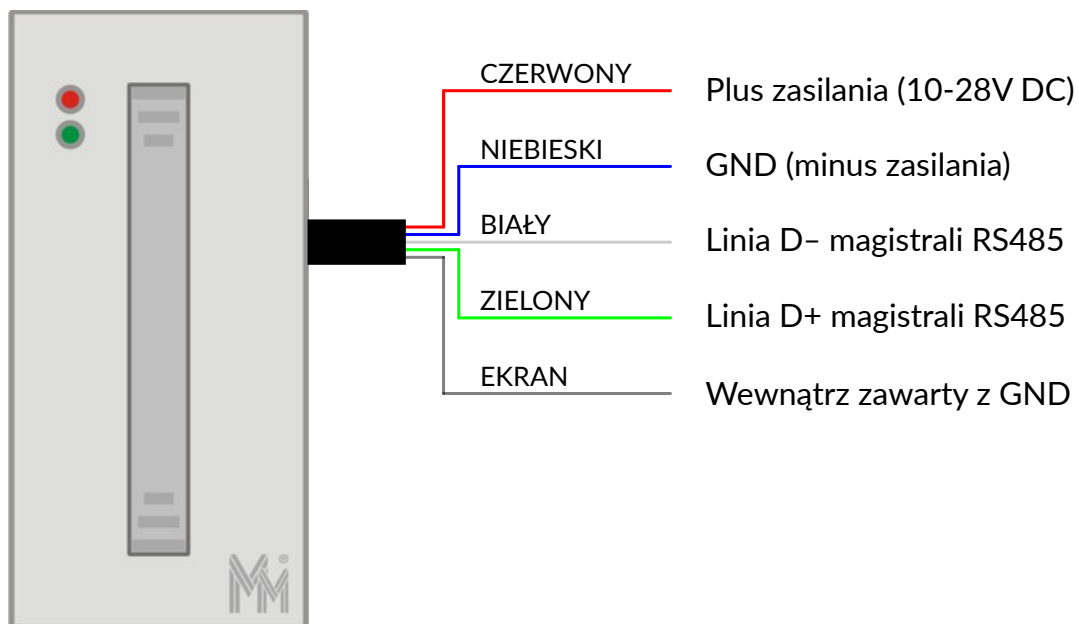 CZERWONY Plus zasilania (10-28V DC)
NIEBIESKI GND (minus zasilania)
BIAŁY Linia D– magistrali RS485
ZIELONY Linia D+ magistrali RS485
EKRAN Wewnątrz zawarty z GND
MM®